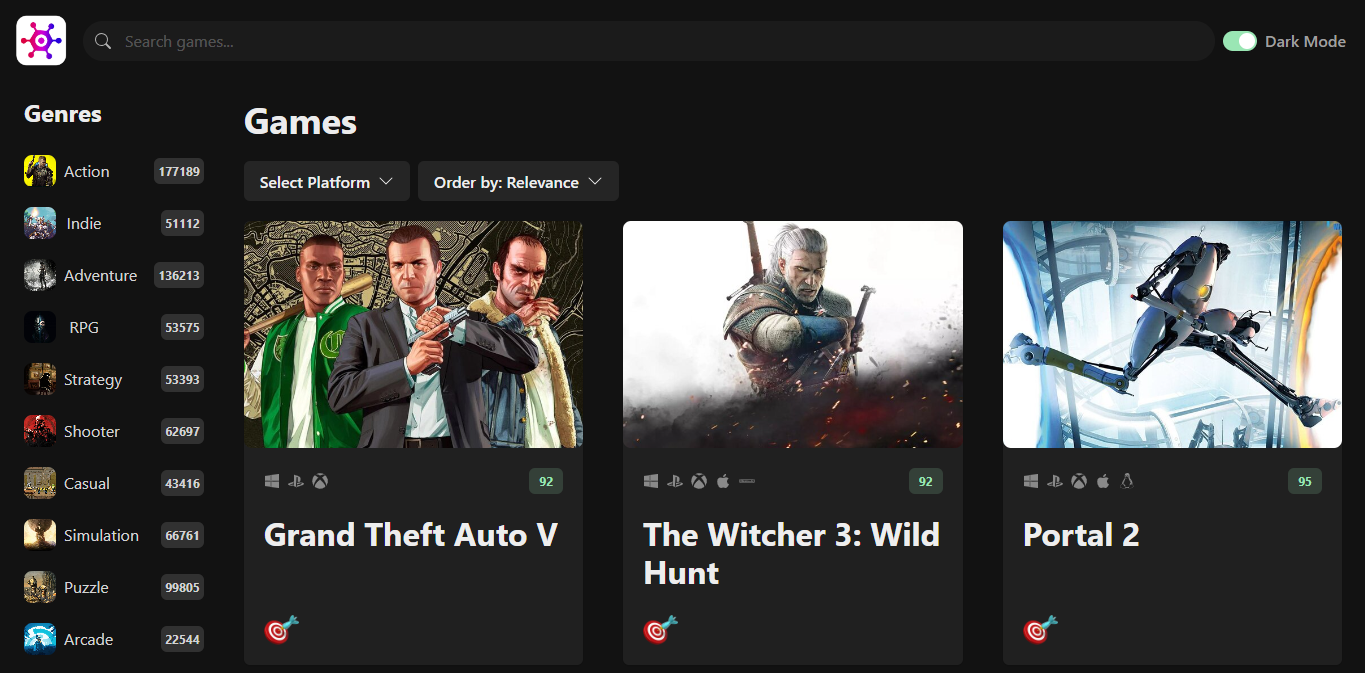 Search games...
Dark Mode
Genres
Action 177189
Indie 51112
Adventure 136213
RPG 53575
Strategy 53393
Shooter 62697
Casual 43416
Simulation 66761
Puzzle 99805
Arcade 22544
Games
Select Platform
Order by: Relevance
92
Grand Theft Auto V
92
The Witcher 3: Wild
Hunt
95
Portal 2